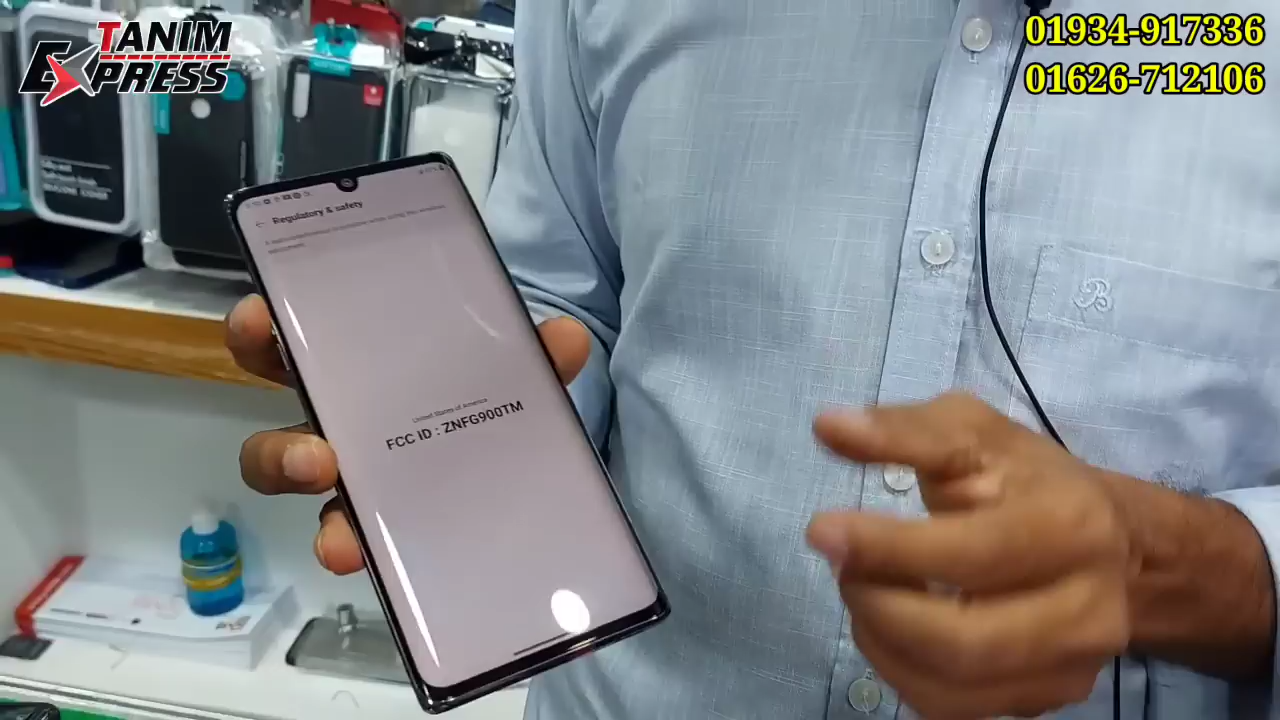 TANIM
EXPRESS
01934-917336
01626-712106
Regulatory & safety
United States of America
FCC ID : ZNFG900TM
B